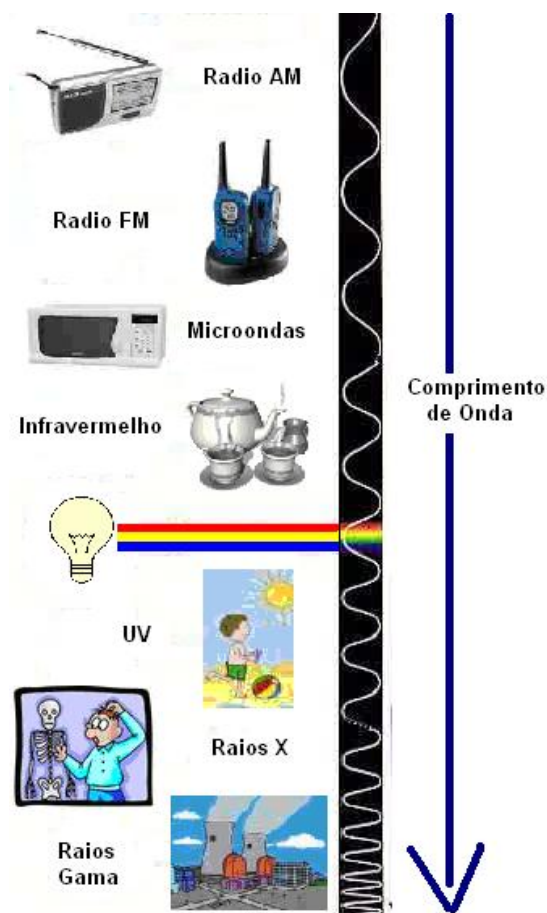 Radio AM
Radio FM
Microondas
Comprimento
de Onda
Infravermelho
UV
Raios X
Raios
Gama